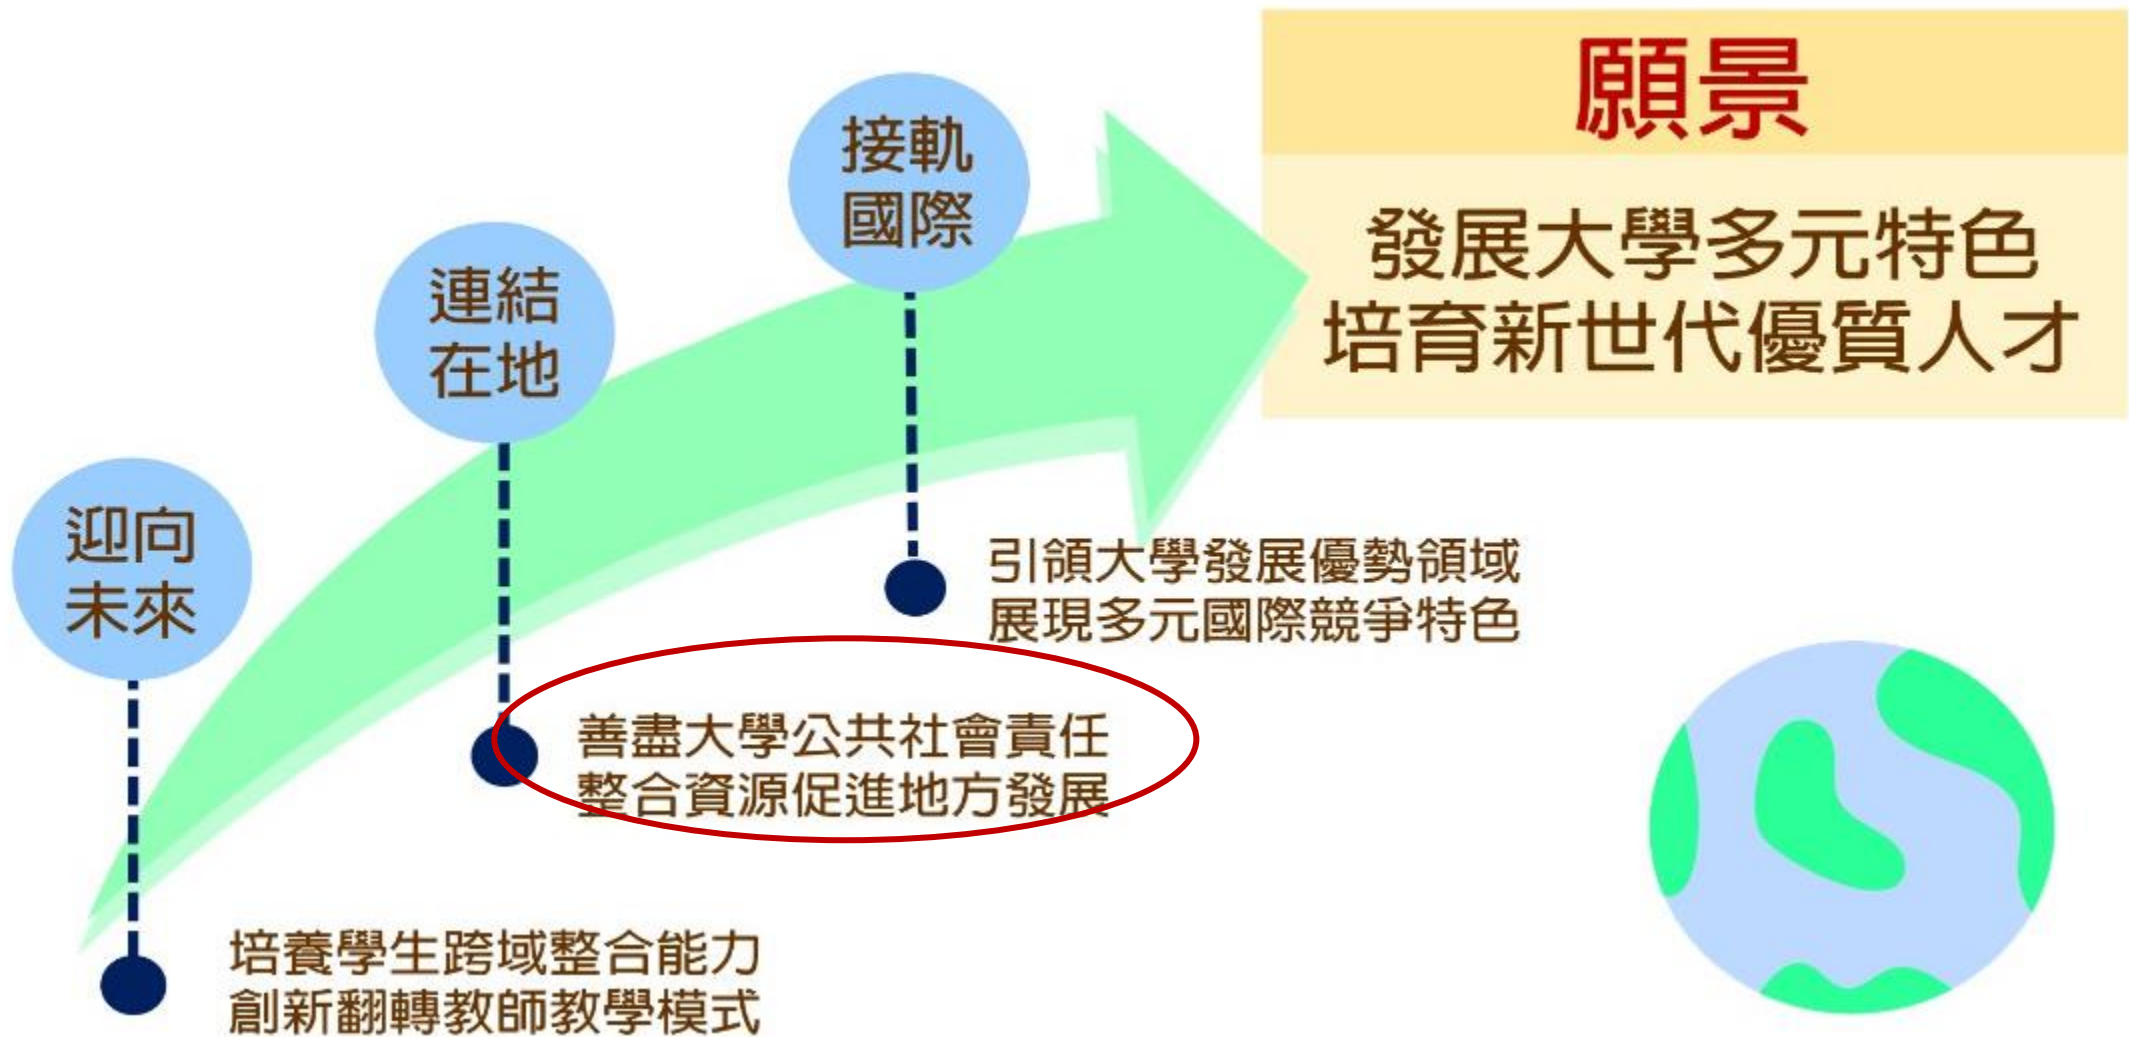 願景
發展大學多元特色
培育新世代優質人才
接軌
國際
引領大學發展優勢領域
展現多元國際競爭特色
連結
在地
善盡大學公共社會責任
整合資源促進地方發展
迎向
未來
培養學生跨域整合能力
創新翻轉教師教學模式